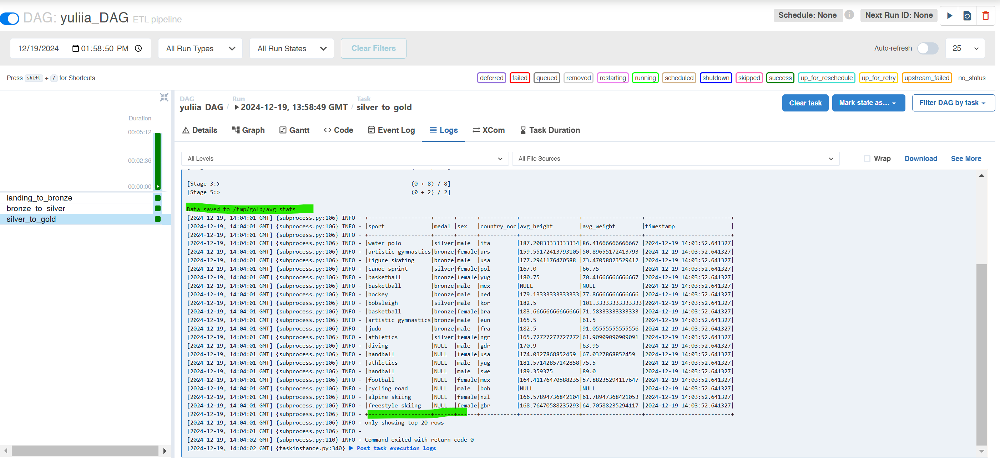 DAG: yuliia_DAG ETL pipeline
Schedule: None
Next Run ID: None
12/19/2024 01:58:50 PM
All Run Types
All Run States
Clear Filters
Auto-refresh
25
Press shift + / for Shortcuts
deferred failed queued removed restarting running scheduled shutdown skipped success up_for_reschedule up_for_retry upstream_failed no_status
DAG
yuliia_DAG /
Run
2024-12-19, 13:58:49 GMT /
Task
silver_to_gold
Clear task
Mark state as...
Filter DAG by task
Duration
00:05:12
00:02:36
00:00:00
landing_to_bronze
bronze_to_silver
silver_to_gold
Details
Graph
Gantt
Code
Event Log
Logs
XCom
Task Duration
All Levels
All File Sources
Wrap
Download
See More
[Stage 3:> (0 + 8) / 8]
[Stage 5:> (0 + 2) / 2]
Data saved to /tmp/gold/avg_stats
[2024-12-19, 14:04:01 GMT] {subprocess.py:106} INFO - +-------------------+------+------+-----------+------------------+------------------+--------------------------+
[2024-12-19, 14:04:01 GMT] {subprocess.py:106} INFO - |sport |medal |sex |country_noc|avg_height |avg_weight |timestamp |
[2024-12-19, 14:04:01 GMT] {subprocess.py:106} INFO - +-------------------+------+------+-----------+------------------+------------------+--------------------------+
[2024-12-19, 14:04:01 GMT] {subprocess.py:106} INFO - |water polo |silver|male |ita |187.20833333333334|86.41666666666667 |2024-12-19 14:03:52.641327|
[2024-12-19, 14:04:01 GMT] {subprocess.py:106} INFO - |artistic gymnastics|bronze|female|urs |159.55172413793105|50.89655172413793 |2024-12-19 14:03:52.641327|
[2024-12-19, 14:04:01 GMT] {subprocess.py:106} INFO - |figure skating |bronze|male |usa |177.2941176470588 |73.47058823529412 |2024-12-19 14:03:52.641327|
[2024-12-19, 14:04:01 GMT] {subprocess.py:106} INFO - |canoe sprint |silver|female|pol |167.0 |66.75 |2024-12-19 14:03:52.641327|
[2024-12-19, 14:04:01 GMT] {subprocess.py:106} INFO - |basketball |bronze|female|yug |180.75 |70.41666666666667 |2024-12-19 14:03:52.641327|
[2024-12-19, 14:04:01 GMT] {subprocess.py:106} INFO - |basketball |bronze|male |mex |NULL |NULL |2024-12-19 14:03:52.641327|
[2024-12-19, 14:04:01 GMT] {subprocess.py:106} INFO - |hockey |bronze|male |ned |179.13333333333333|77.86666666666666 |2024-12-19 14:03:52.641327|
[2024-12-19, 14:04:01 GMT] {subprocess.py:106} INFO - |bobsleigh |silver|male |kor |182.5 |101.33333333333333|2024-12-19 14:03:52.641327|
[2024-12-19, 14:04:01 GMT] {subprocess.py:106} INFO - |basketball |bronze|female|bra |183.66666666666666|71.58333333333333 |2024-12-19 14:03:52.641327|
[2024-12-19, 14:04:01 GMT] {subprocess.py:106} INFO - |artistic gymnastics|bronze|male |eun |165.5 |61.5 |2024-12-19 14:03:52.641327|
[2024-12-19, 14:04:01 GMT] {subprocess.py:106} INFO - |judo |bronze|male |fra |182.5 |91.05555555555556 |2024-12-19 14:03:52.641327|
[2024-12-19, 14:04:01 GMT] {subprocess.py:106} INFO - |athletics |silver|female|ngr |165.72727272727272|61.90909090909091 |2024-12-19 14:03:52.641327|
[2024-12-19, 14:04:01 GMT] {subprocess.py:106} INFO - |diving |NULL |male |gdr |170.9 |63.95 |2024-12-19 14:03:52.641327|
[2024-12-19, 14:04:01 GMT] {subprocess.py:106} INFO - |handball |NULL |female|usa |174.0327868852459 |67.0327868852459 |2024-12-19 14:03:52.641327|
[2024-12-19, 14:04:01 GMT] {subprocess.py:106} INFO - |athletics |NULL |male |yug |181.57142857142858|75.5 |2024-12-19 14:03:52.641327|
[2024-12-19, 14:04:01 GMT] {subprocess.py:106} INFO - |handball |NULL |male |swe |189.359375 |89.0 |2024-12-19 14:03:52.641327|
[2024-12-19, 14:04:01 GMT] {subprocess.py:106} INFO - |football |NULL |female|mex |164.41176470588235|57.88235294117647 |2024-12-19 14:03:52.641327|
[2024-12-19, 14:04:01 GMT] {subprocess.py:106} INFO - |cycling road |NULL |male |boh |NULL |NULL |2024-12-19 14:03:52.641327|
[2024-12-19, 14:04:01 GMT] {subprocess.py:106} INFO - |alpine skiing |NULL |female|nzl |166.57894736842104|61.78947368421053 |2024-12-19 14:03:52.641327|
[2024-12-19, 14:04:01 GMT] {subprocess.py:106} INFO - |freestyle skiing |NULL |female|gbr |168.76470588235293|64.70588235294117 |2024-12-19 14:03:52.641327|
[2024-12-19, 14:04:01 GMT] {subprocess.py:106} INFO - +-------------------+------+------+-----------+------------------+------------------+--------------------------+
[2024-12-19, 14:04:01 GMT] {subprocess.py:106} INFO - only showing top 20 rows
[2024-12-19, 14:04:01 GMT] {subprocess.py:106} INFO -
[2024-12-19, 14:04:02 GMT] {subprocess.py:110} INFO - Command exited with return code 0
[2024-12-19, 14:04:02 GMT] {taskinstance.py:340} ▶ Post task execution logs